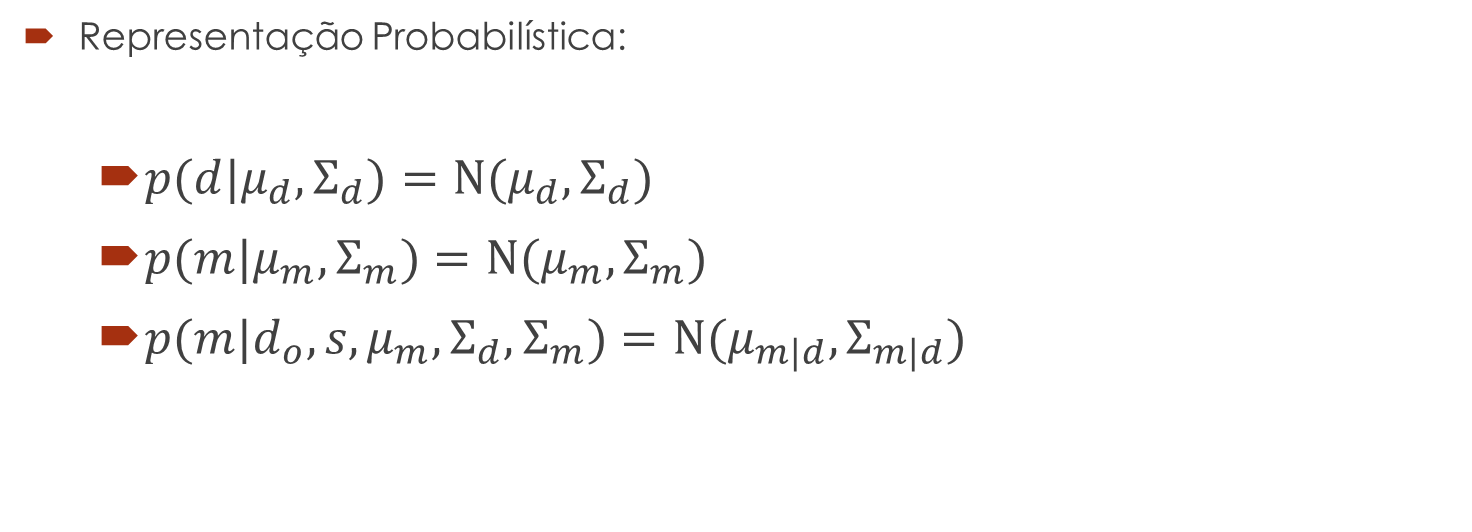 Representação Probabilística:
p(d|μ_d, Σ_d) = N(μ_d, Σ_d)
p(m|μ_m, Σ_m) = N(μ_m, Σ_m)
p(m|d_o, s, μ_m, Σ_d, Σ_m) = N(μ_{m|d}, Σ_{m|d})